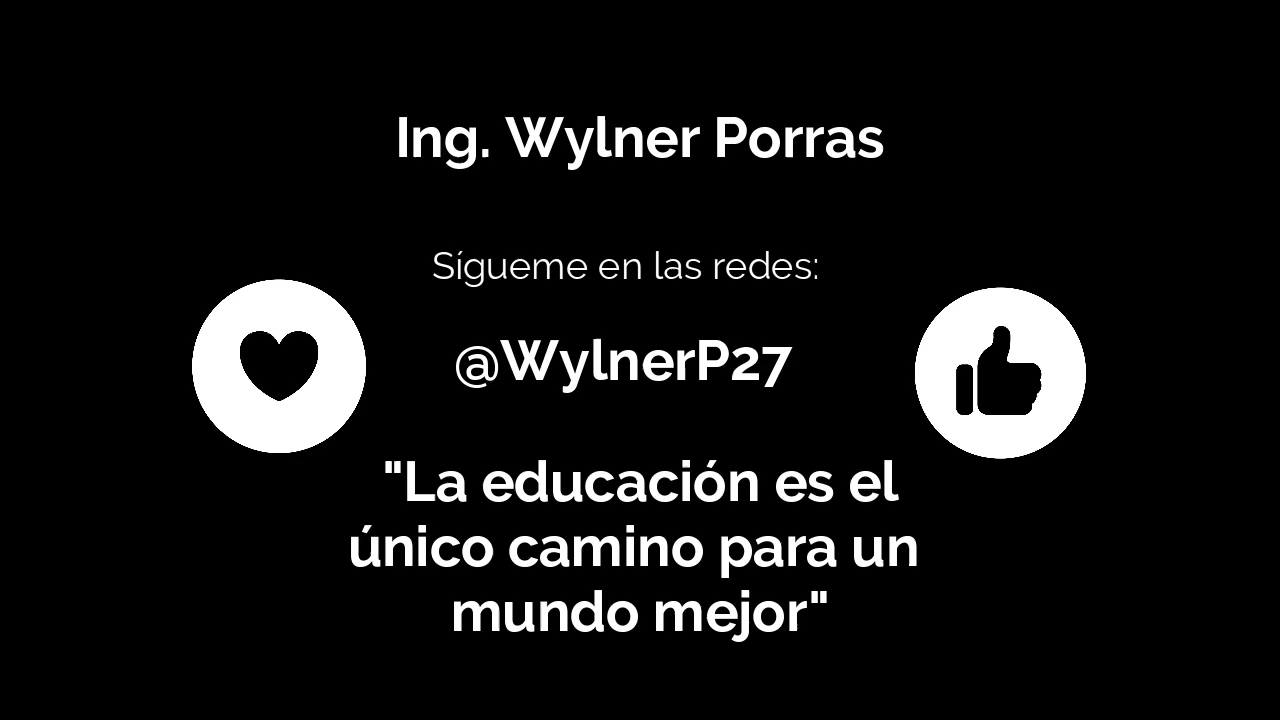 Ing. Wylner Porras
Sígueme en las redes:
@WylnerP27
"La educación es el
único camino para un
mundo mejor"